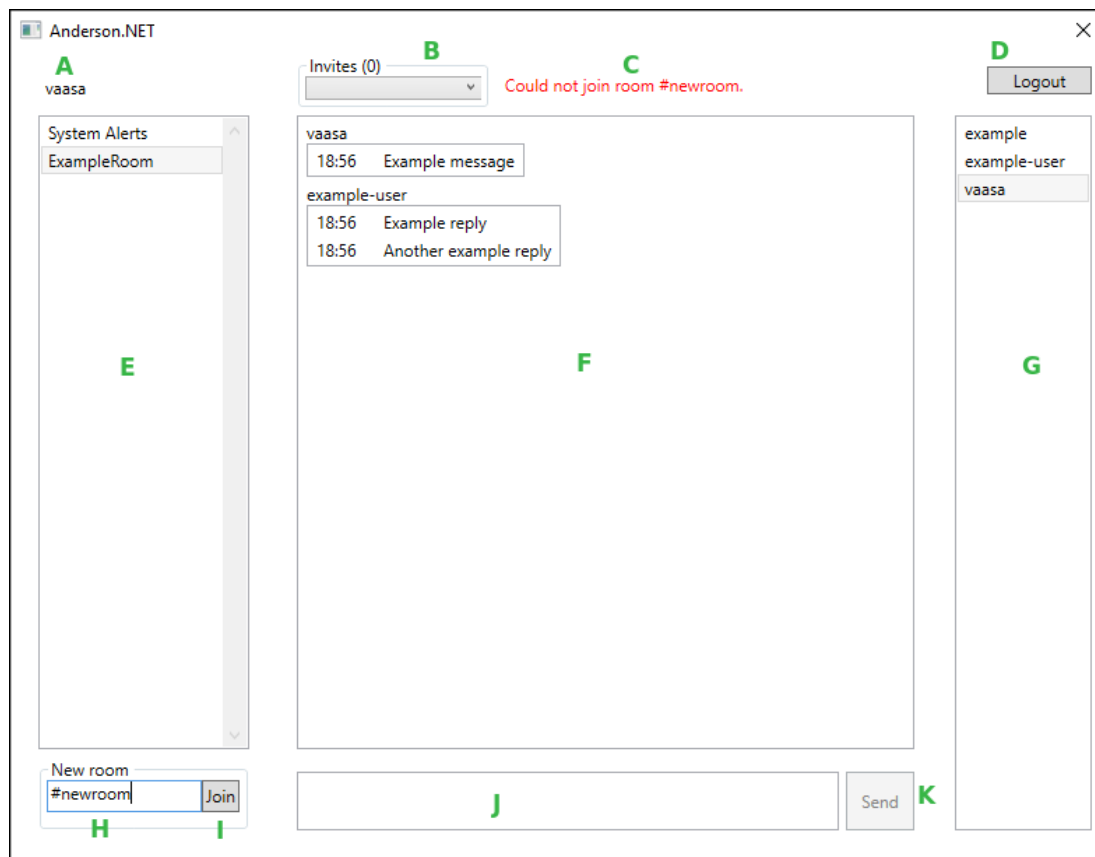 Anderson.NET
A
vaasa
B
Invites (0)
C
Could not join room #newroom.
D
Logout
System Alerts
ExampleRoom
E
vaasa
18:56 Example message
example-user
18:56 Example reply
18:56 Another example reply
F
example
example-user
vaasa
G
New room
#newroom
Join
H
I
J
Send
K